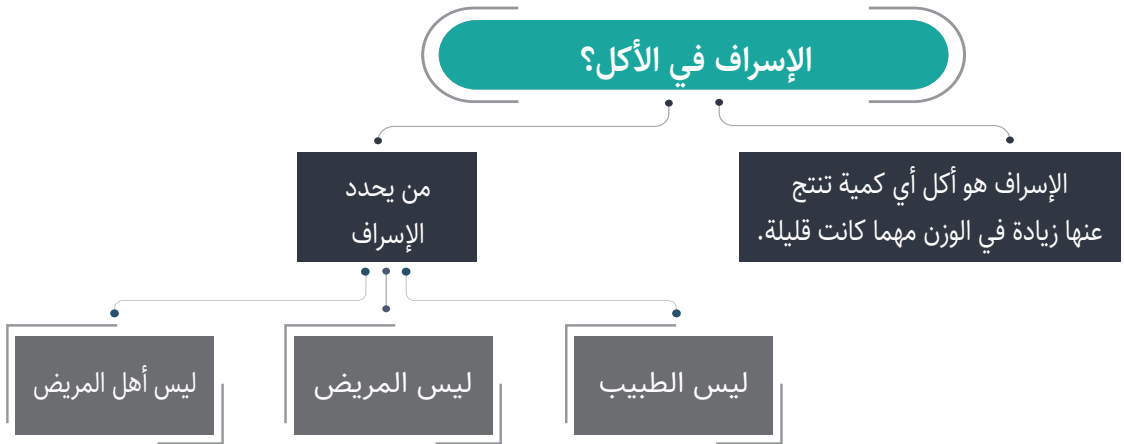 الإسراف في الأكل؟
الإسراف هو أكل أي كمية تنتج
عنها زيادة في الوزن مهما كانت قليلة.
من يحدد
الإسراف
ليس الطبيب
ليس المريض
ليس أهل المريض